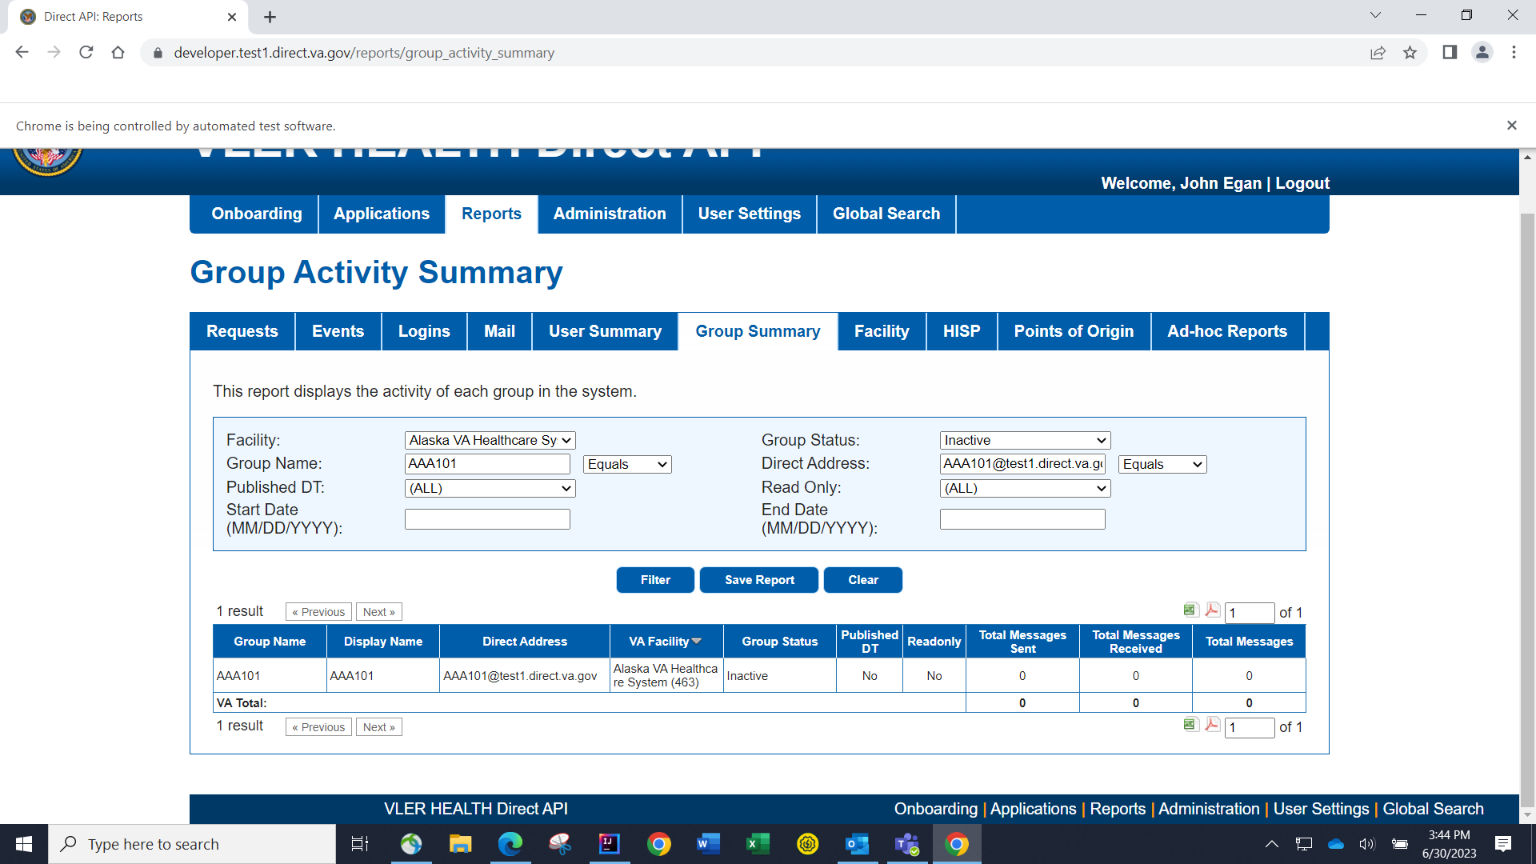 Direct API: Reports
developer.test1.direct.va.gov/reports/group_activity_summary
Chrome is being controlled by automated test software.
VLER HEALTH Direct API
Welcome, John Egan | Logout
Onboarding Applications Reports Administration User Settings Global Search
Group Activity Summary
Requests Events Logins Mail User Summary Group Summary Facility HISP Points of Origin Ad-hoc Reports
This report displays the activity of each group in the system.
Facility: Alaska VA Healthcare Sy Group Status: Inactive
Group Name: AAA101 Equals Direct Address: AAA101@test1.direct.va.go Equals
Published DT: (ALL) Read Only: (ALL)
Start Date (MM/DD/YYYY): End Date (MM/DD/YYYY):
Filter Save Report Clear
1 result « Previous Next » 1 of 1
Group Name Display Name Direct Address VA Facility Group Status Published DT Readonly Total Messages Sent Total Messages Received Total Messages
AAA101 AAA101 AAA101@test1.direct.va.gov Alaska VA Healthca re System (463) Inactive No No 0 0 0
VA Total: 0 0 0
1 result « Previous Next » 1 of 1
VLER HEALTH Direct API Onboarding | Applications | Reports | Administration | User Settings | Global Search
Type here to search
3:44 PM
6/30/2023